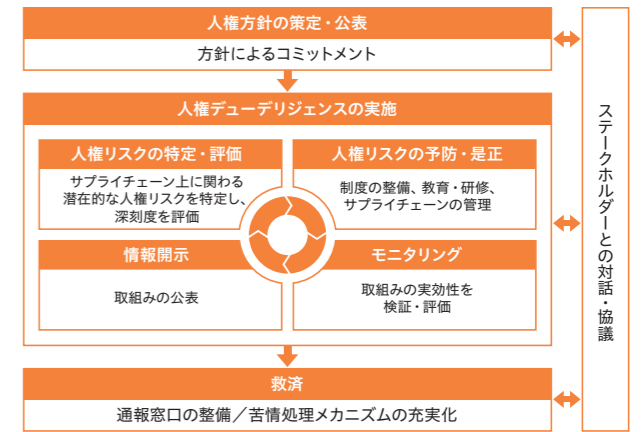 人権方針の策定・公表
方針によるコミットメント
人権デューデリジェンスの実施
人権リスクの特定・評価
サプライチェーン上に関わる
潜在的な人権リスクを特定し、
深刻度を評価
人権リスクの予防・是正
制度の整備、教育・研修、
サプライチェーンの管理
情報開示
取組みの公表
モニタリング
取組みの実効性を
検証・評価
救済
通報窓口の整備／苦情処理メカニズムの充実化
ステークホルダーとの対話・協議